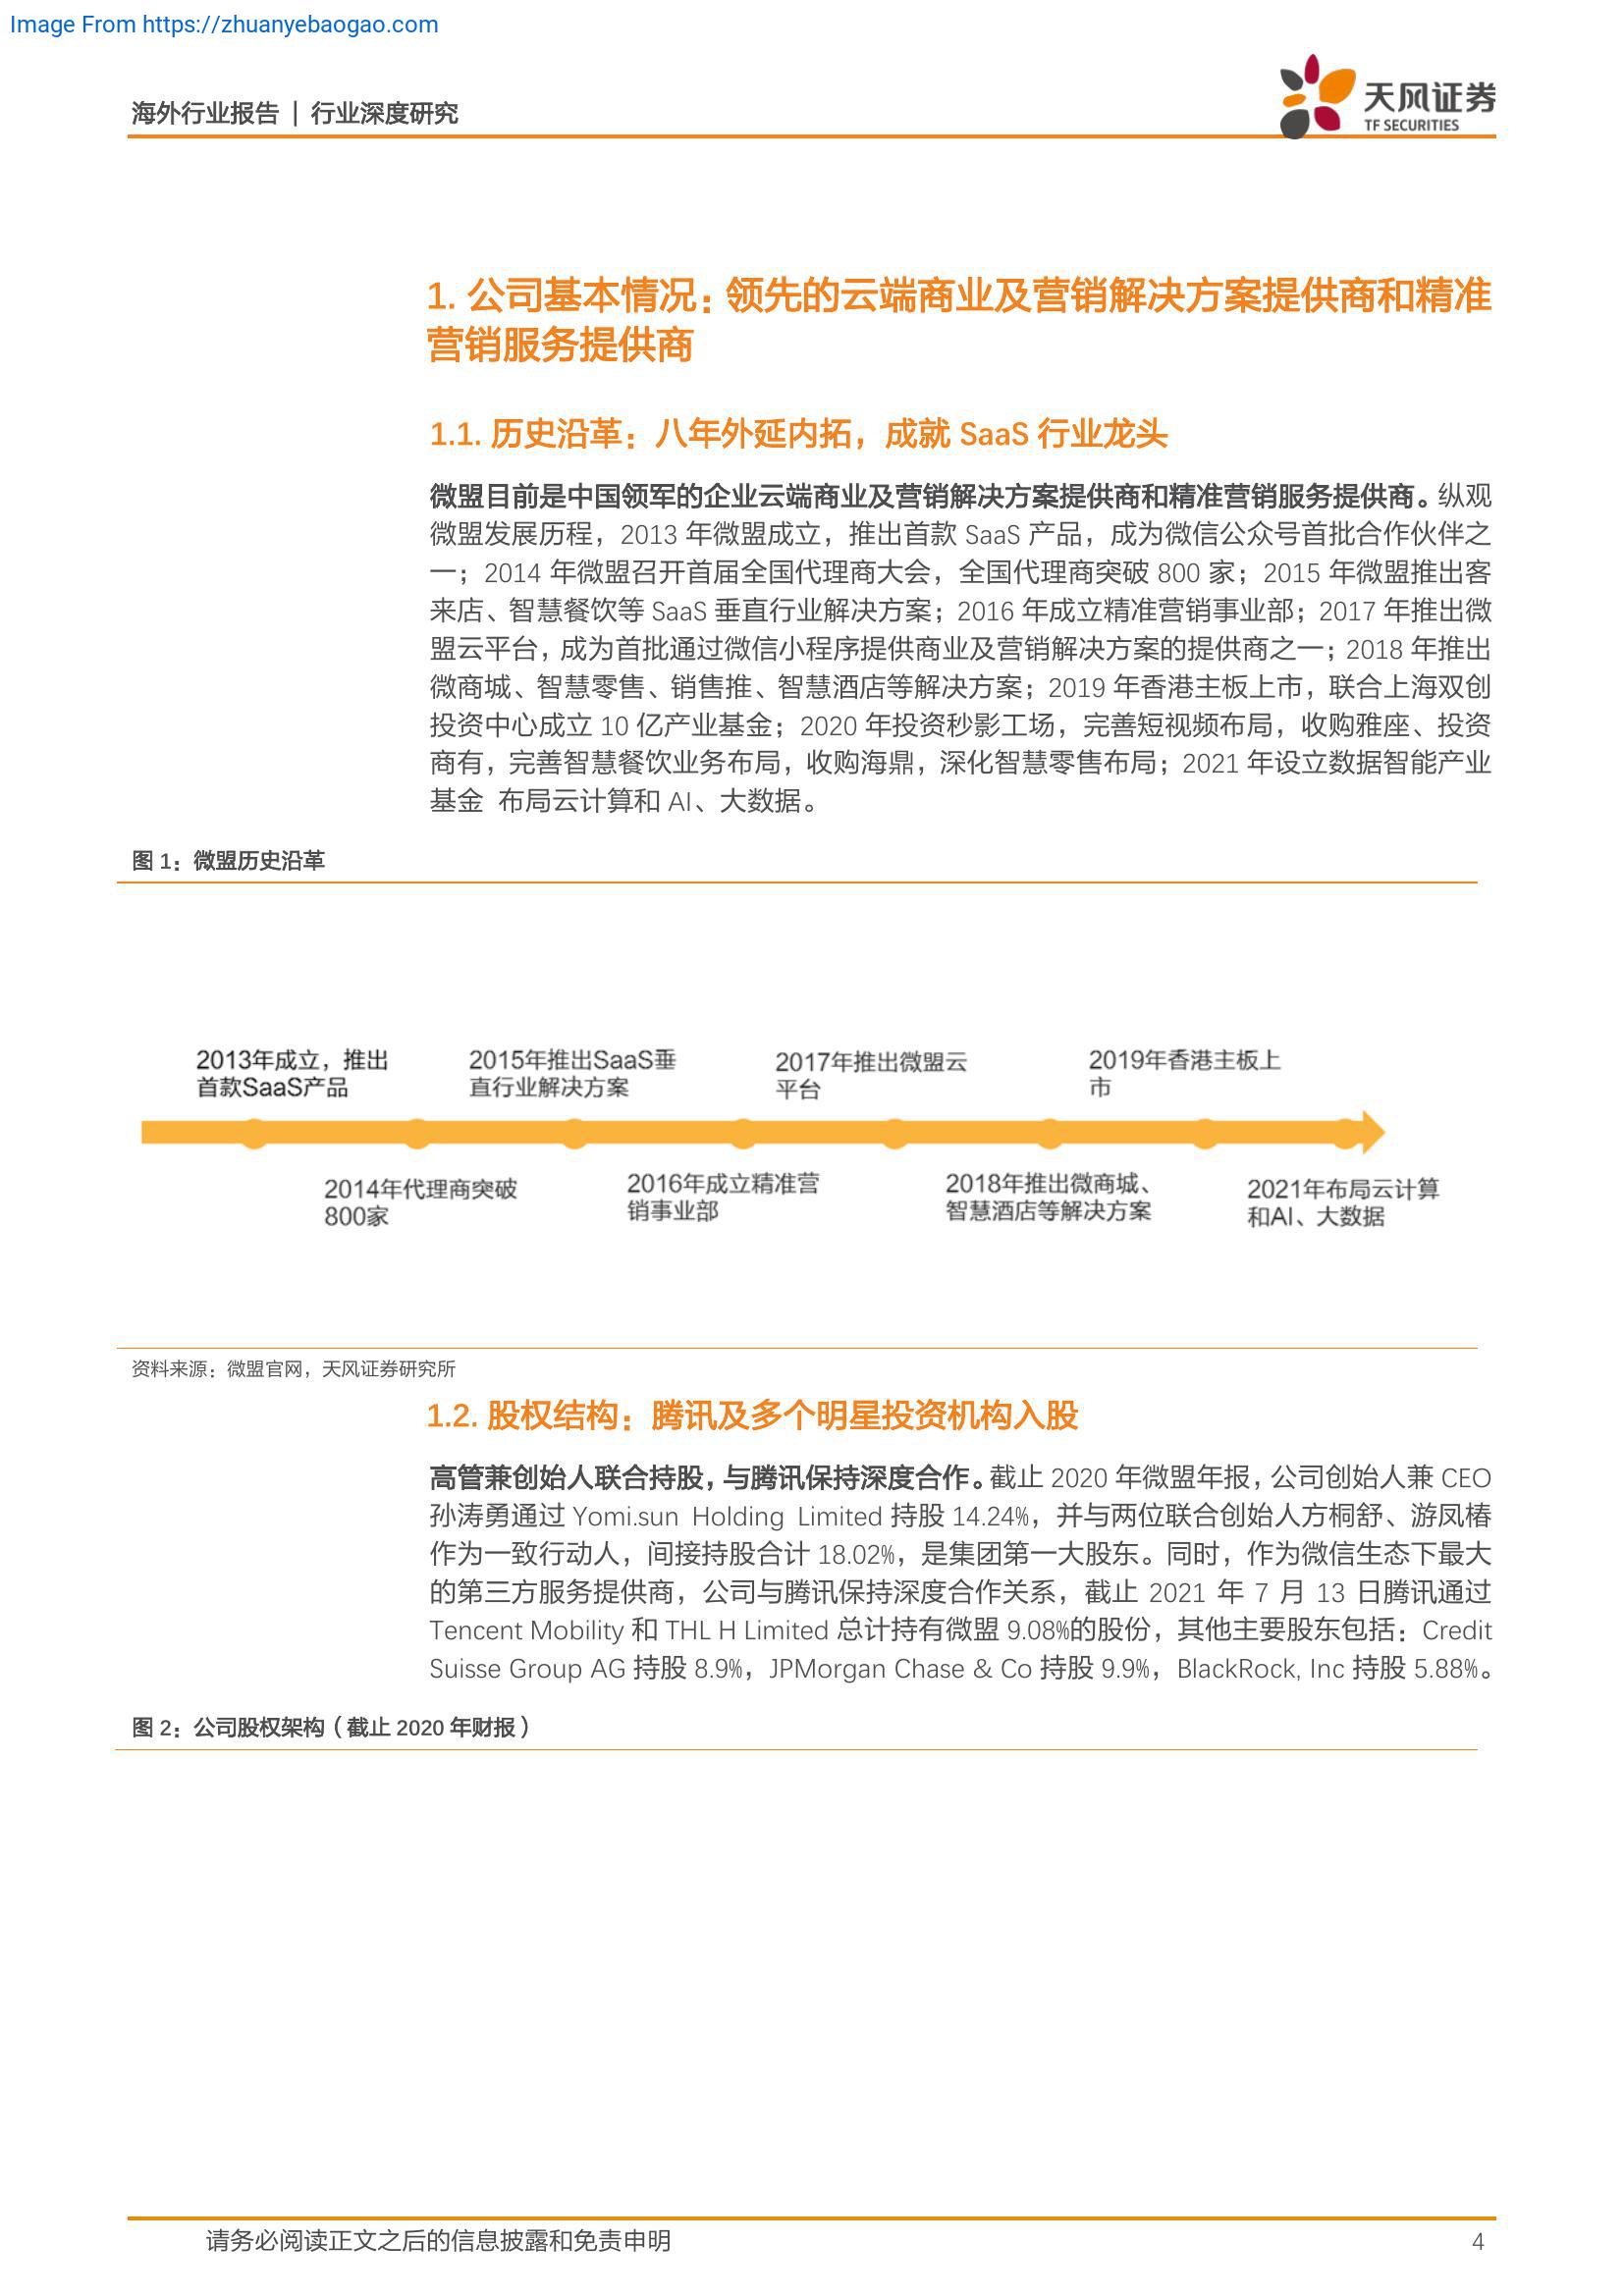 Image From https://zhuanyebaogao.com
海外行业报告 | 行业深度研究
天风证券
TF SECURITIES
1. 公司基本情况：领先的云端商业及营销解决方案提供商和精准
营销服务提供商
1.1. 历史沿革：八年外延内拓，成就 SaaS 行业龙头
微盟目前是中国领军的企业云端商业及营销解决方案提供商和精准营销服务提供商。纵观
微盟发展历程，2013 年微盟成立，推出首款 SaaS 产品，成为微信公众号首批合作伙伴之
一；2014 年微盟召开首届全国代理商大会，全国代理商突破 800 家；2015 年微盟推出客
来店、智慧餐饮等 SaaS 垂直行业解决方案；2016 年成立精准营销事业部；2017 年推出微
盟云平台，成为首批通过微信小程序提供商业及营销解决方案的提供商之一；2018 年推出
微商城、智慧零售、销售推、智慧酒店等解决方案；2019 年香港主板上市，联合上海双创
投资中心成立 10 亿产业基金；2020 年投资秒影工场，完善短视频布局，收购雅座、投资
商有，完善智慧餐饮业务布局，收购海鼎，深化智慧零售布局；2021 年设立数据智能产业
基金 布局云计算和 AI、大数据。
图 1：微盟历史沿革
2013年成立，推出
首款SaaS产品
2015年推出SaaS垂
直行业解决方案
2017年推出微盟云
平台
2019年香港主板上
市
2014年代理商突破
800家
2016年成立精准营
销事业部
2018年推出微商城、
智慧酒店等解决方案
2021年布局云计算
和AI、大数据
资料来源：微盟官网，天风证券研究所
1.2. 股权结构：腾讯及多个明星投资机构入股
高管兼创始人联合持股，与腾讯保持深度合作。截止 2020 年微盟年报，公司创始人兼 CEO
孙涛勇通过 Yomi.sun Holding Limited 持股 14.24%，并与两位联合创始人方桐舒、游凤椿
作为一致行动人，间接持股合计 18.02%，是集团第一大股东。同时，作为微信生态下最大
的第三方服务提供商，公司与腾讯保持深度合作关系，截止 2021 年 7 月 13 日腾讯通过
Tencent Mobility 和 THL H Limited 总计持有微盟 9.08%的股份，其他主要股东包括：Credit
Suisse Group AG 持股 8.9%，JPMorgan Chase & Co 持股 9.9%，BlackRock, Inc 持股 5.88%。
图 2：公司股权架构（截止 2020 年财报）
请务必阅读正文之后的信息披露和免责申明
4